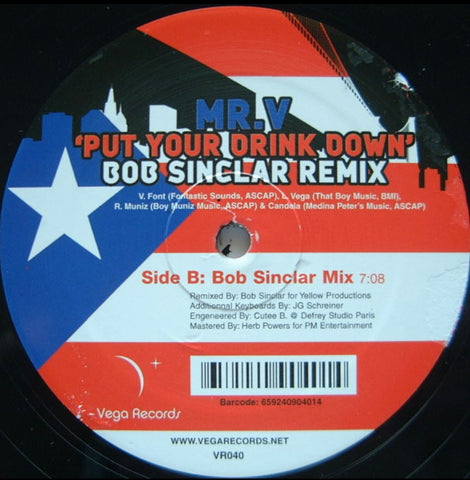 MR.V
'PUT YOUR DRINK DOWN'
BOB SINCLAR REMIX
V. Font (Fontastic Sounds, ASCAP), L. Vega (That Boy Music, BMI),
R. Muniz (Boy Muniz Music, ASCAP) & Candela (Medina Peter's Music, ASCAP)
Side B: Bob Sinclar Mix 7:08
Remixed By: Bob Sinclar for Yellow Productions
Additionnal Keyboards By: JG Schreiner
Engeneered By: Cutee B. @ Defrey Studio Paris
Mastered By: Herb Powers for PM Entertainment
Vega Records
Barcode: 659240904014
WWW.VEGARECORDS.NET
VR040